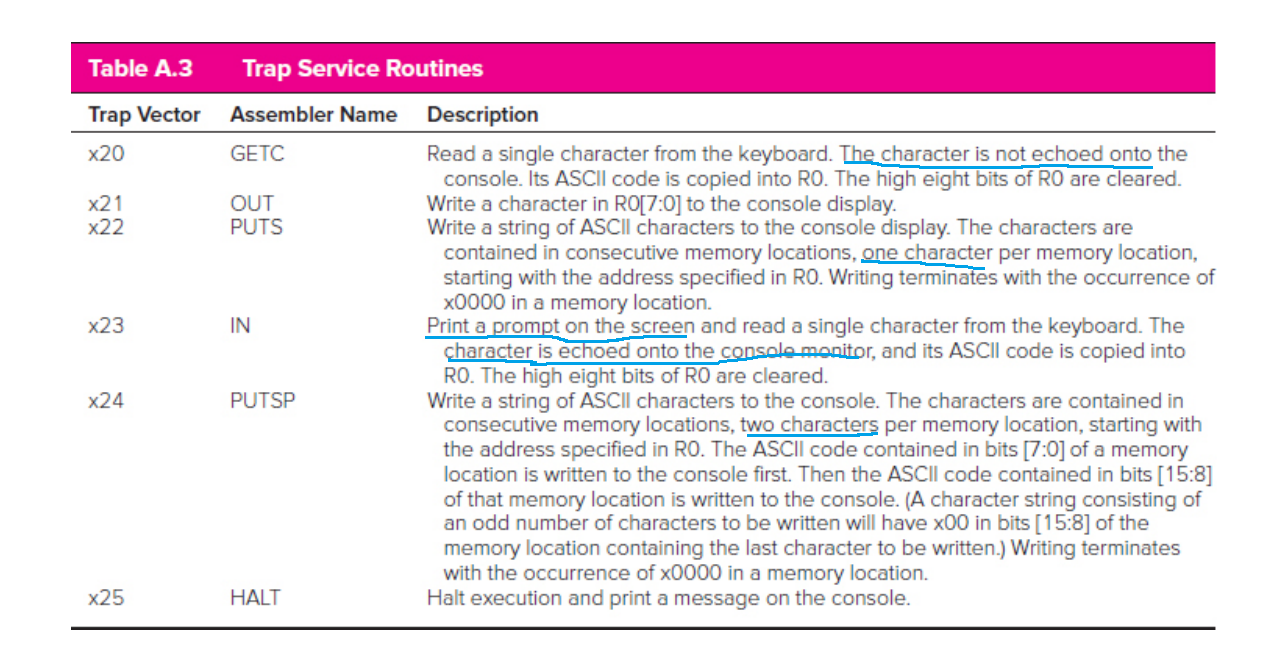 Table A.3 Trap Service Routines
Trap Vector Assembler Name Description
x20 GETC Read a single character from the keyboard. The character is not echoed onto the
console. Its ASCII code is copied into R0. The high eight bits of R0 are cleared.
x21 OUT Write a character in R0[7:0] to the console display.
x22 PUTS Write a string of ASCII characters to the console display. The characters are
contained in consecutive memory locations, one character per memory location,
starting with the address specified in R0. Writing terminates with the occurrence of
x0000 in a memory location.
x23 IN Print a prompt on the screen and read a single character from the keyboard. The
character is echoed onto the console monitor, and its ASCII code is copied into
R0. The high eight bits of R0 are cleared.
x24 PUTSP Write a string of ASCII characters to the console. The characters are contained in
consecutive memory locations, two characters per memory location, starting with
the address specified in R0. The ASCII code contained in bits [7:0] of a memory
location is written to the console first. Then the ASCII code contained in bits [15:8]
of that memory location is written to the console. (A character string consisting of
an odd number of characters to be written will have x00 in bits [15:8] of the
memory location containing the last character to be written.) Writing terminates
with the occurrence of x0000 in a memory location.
x25 HALT Halt execution and print a message on the console.